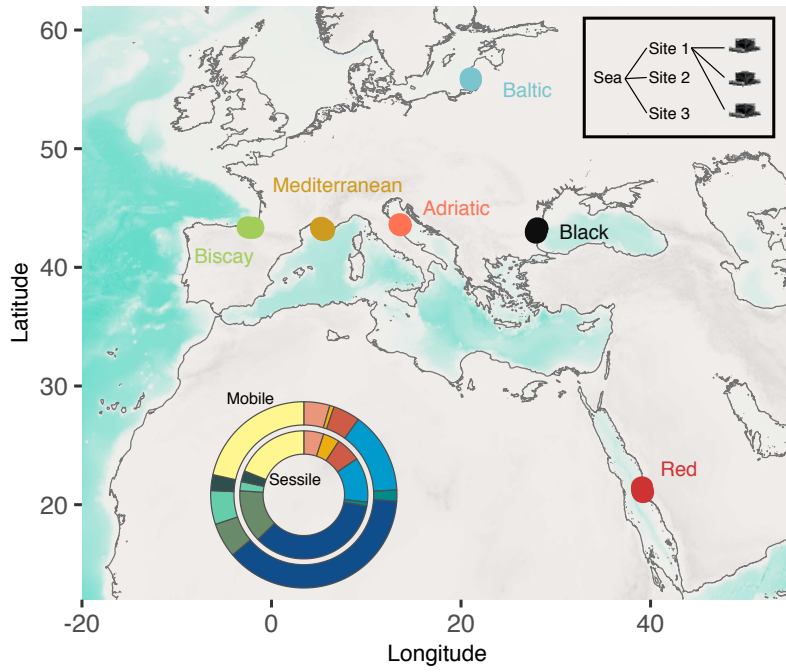 60
50
40
30
20
-20
0
20
40
Latitude
Longitude
Baltic
Mediterranean
Adriatic
Black
Biscay
Red
Mobile
Sessile
Sea
Site 1
Site 2
Site 3